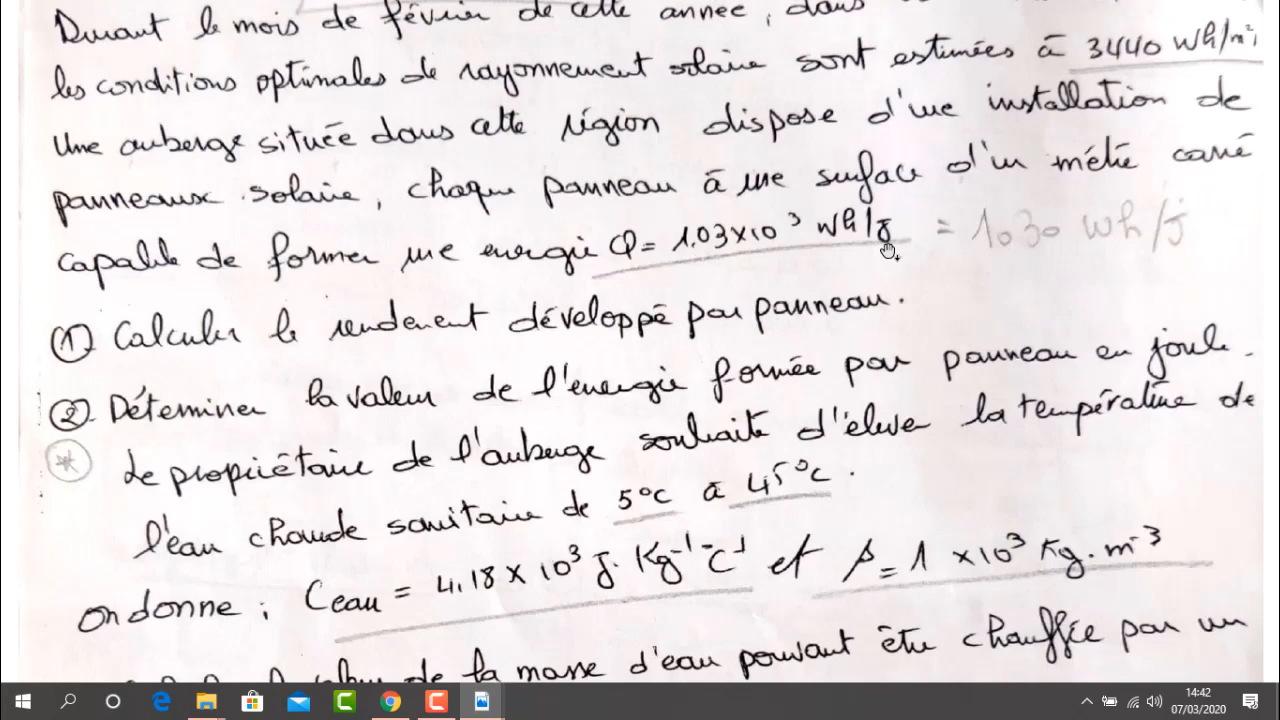 Durant le mois de février de cette année, dans
les conditions optimales de rayonnement solaire sont estimées à 3440 Wh/m²,
Une auberge située dans cette région dispose d'une installation de
panneaux solaire, chaque panneau à une surface d'un métre carré
capable de former une energie Q = 1.03×10³ Wh/j = 1030 Wh/j
① Calculer le rendement développé par panneau.
② Déterminer la valeur de l'énergie formée par panneau en joule.
Le propriétaire de l'auberge souhaite d'élever la température de
l'eau chaude sanitaire de 5°C à 45°C.
On donne : Ceau = 4.18 × 10³ J. Kg⁻¹ °C⁻¹ et ρ = 1 × 10³ Kg. m⁻³
de la masse d'eau pouvant être chauffée par un
14:42
07/03/2020